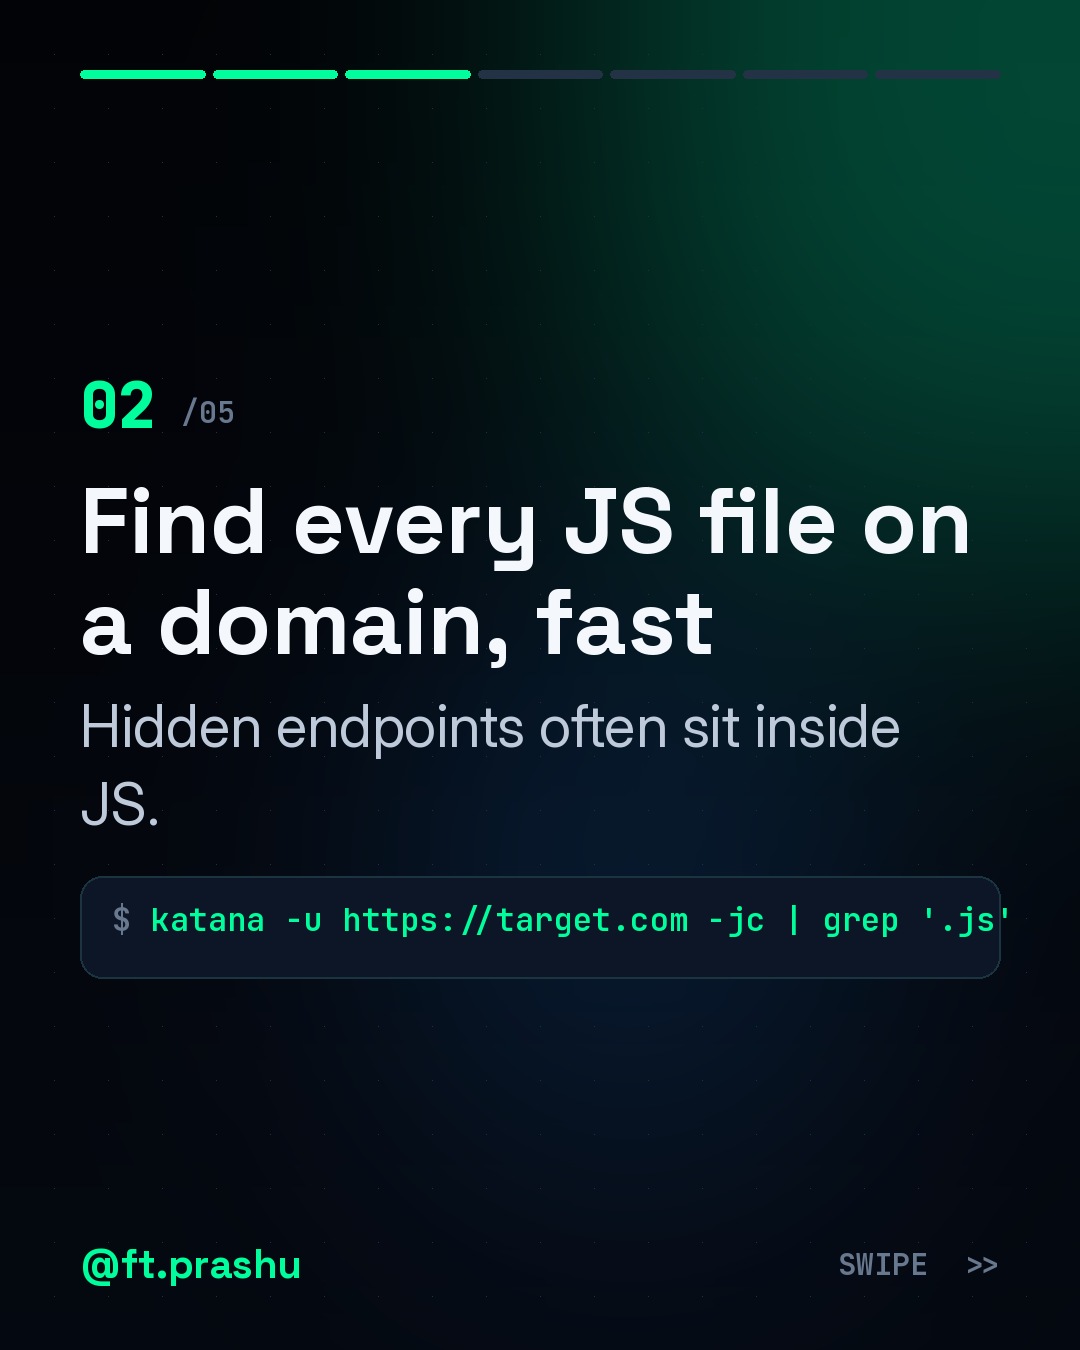 02 /05
Find every JS file on
a domain, fast
Hidden endpoints often sit inside
JS.
$ katana -u https://target.com -jc | grep '.js'
@ft.prashu
SWIPE >>